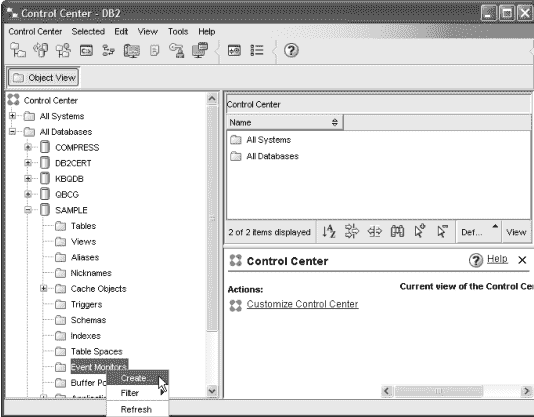 Control Center - DB2
Control Center Selected Edit View Tools Help
Object View
Control Center
All Systems
All Databases
COMPRESS
DB2CERT
KBQDB
QBCG
SAMPLE
Tables
Views
Aliases
Nicknames
Cache Objects
Triggers
Schemas
Indexes
Table Spaces
Event Monitors
Buffer Po
Create...
Filter
Refresh
Control Center
Name
All Systems
All Databases
2 of 2 items displayed
Def... View
Control Center
Help
Actions:
Customize Control Center
Current view of the Control Cen